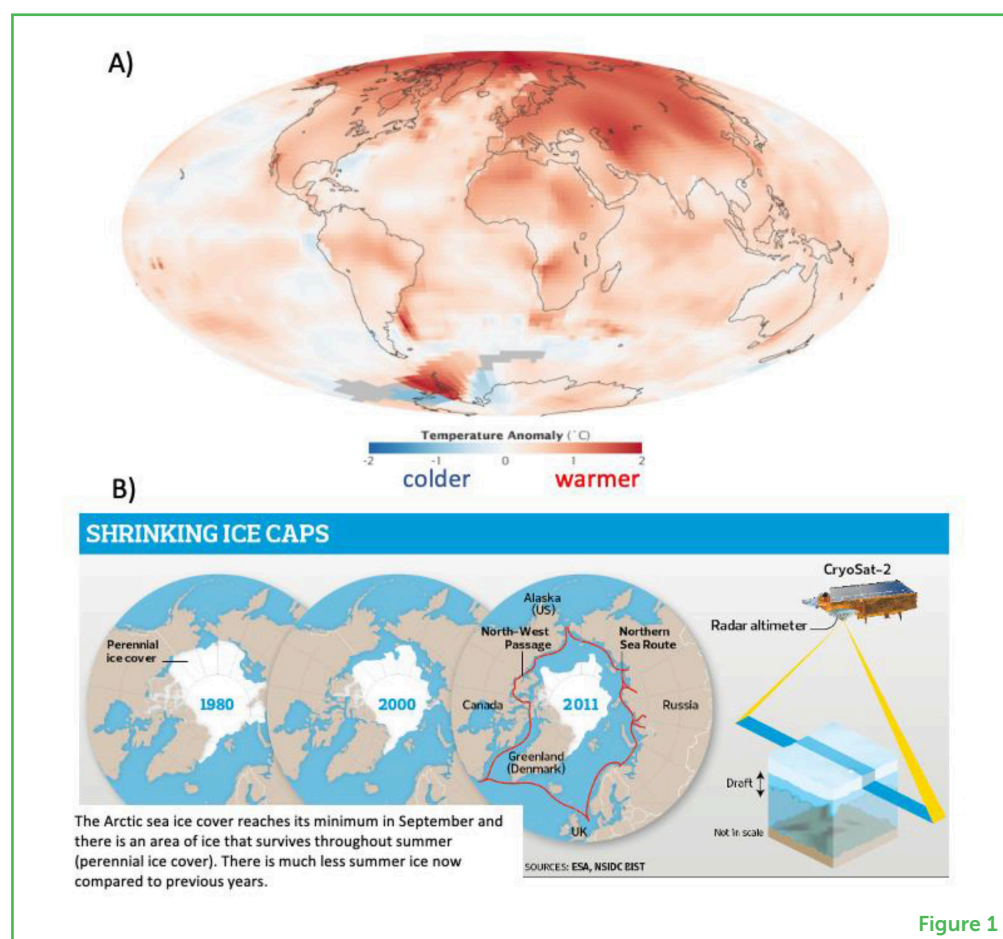 A)
Temperature Anomaly (°C)
-2 -1 0 1 2
colder warmer
B)
SHRINKING ICE CAPS
Perennial
ice cover
1980
2000
Alaska
(US)
North-West
Passage
Northern
Sea Route
Canada
2011
Russia
Greenland
(Denmark)
UK
CryoSat-2
Radar altimeter
Draft
Not in scale
The Arctic sea ice cover reaches its minimum in September and
there is an area of ice that survives throughout summer
(perennial ice cover). There is much less summer ice now
compared to previous years.
SOURCES: ESA, NSIDC
Figure 1